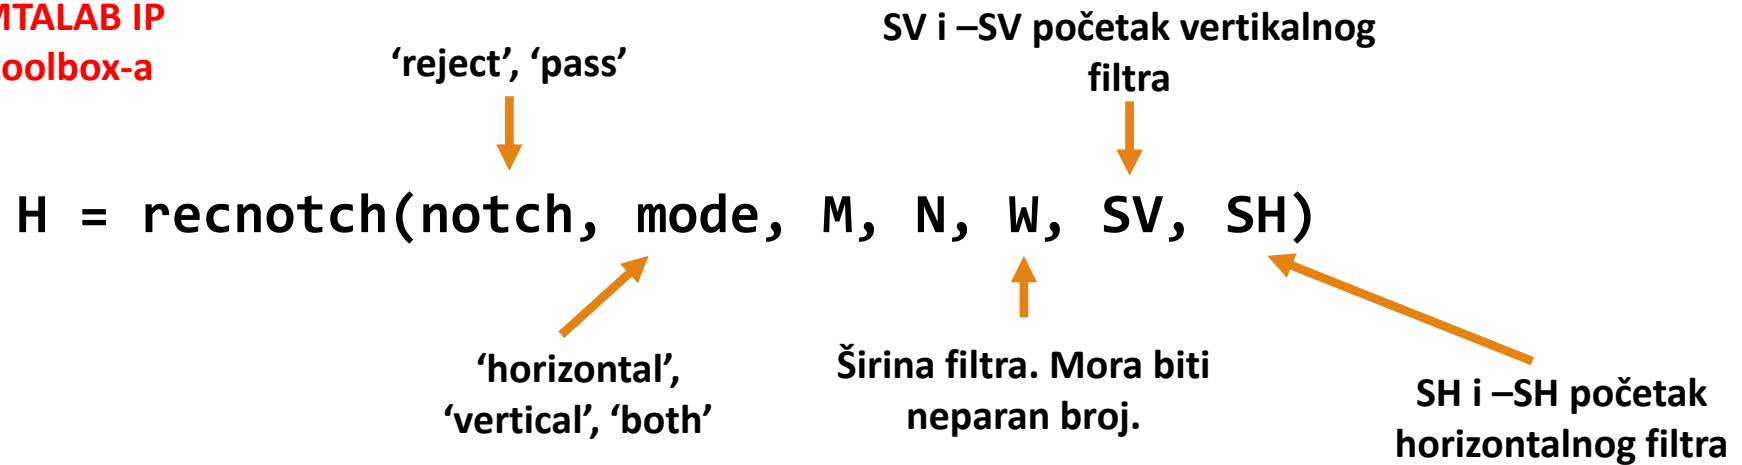 MTALAB IP
toolbox-a
‘reject’, ‘pass’
SV i –SV početak vertikalnog
filtra
H = recnotch(notch, mode, M, N, W, SV, SH)
‘horizontal’,
‘vertical’, ‘both’
Širina filtra. Mora biti
neparan broj.
SH i –SH početak
horizontalnog filtra